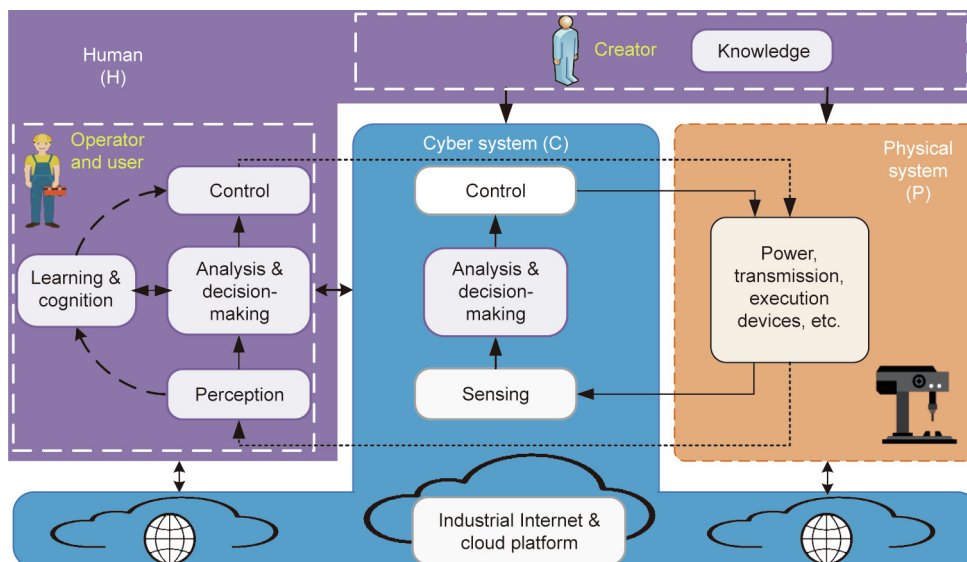 Human
(H)
Creator
Knowledge
Operator
and user
Control
Learning &
cognition
Analysis &
decision-
making
Perception
Cyber system (C)
Control
Analysis &
decision-
making
Sensing
Physical
system
(P)
Power,
transmission,
execution
devices, etc.
Industrial Internet &
cloud platform